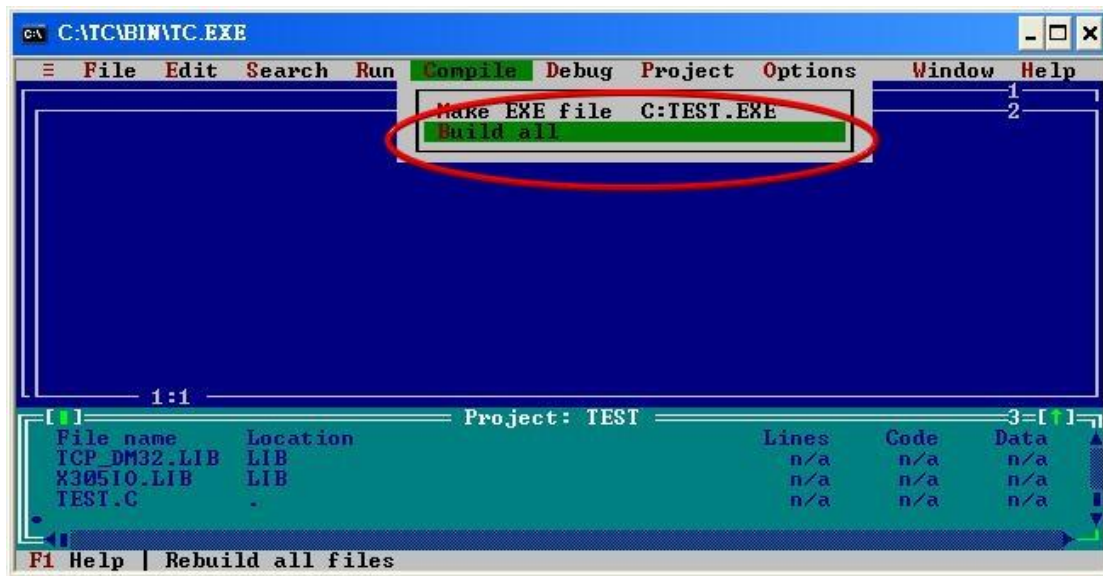 C:\TC\BIN\TC.EXE
≡ File Edit Search Run Compile Debug Project Options Window Help
1
Make EXE file C:TEST.EXE
2
Build all
1:1
Project: TEST
3=[↑]
File name Location Lines Code Data
TCP_DM32.LIB LIB n/a n/a n/a
X305IO.LIB LIB n/a n/a n/a
TEST.C . n/a n/a n/a
F1 Help | Rebuild all files